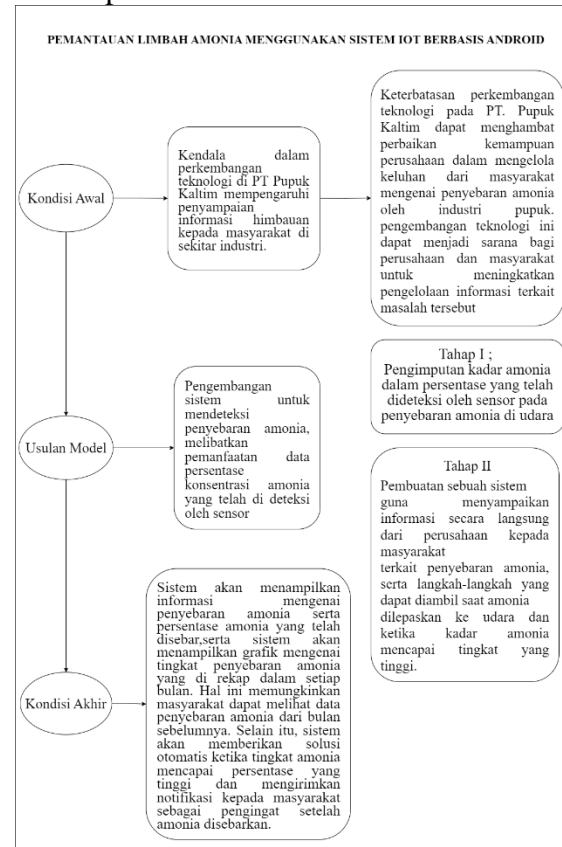 PEMANTAUAN LIMBAH AMONIA MENGGUNAKAN SISTEM IOT BERBASIS ANDROID
Kondisi Awal
Kendala dalam
perkembangan
teknologi di PT Pupuk
Kaltim mempengaruhi
penyampaian
informasi himbauan
kepada masyarakat di
sekitar industri.
Keterbatasan perkembangan
teknologi pada PT. Pupuk
Kaltim dapat menghambat
perbaikan kemampuan
perusahaan dalam mengelola
keluhan dari masyarakat
mengenai penyebaran amonia
oleh industri pupuk.
pengembangan teknologi ini
dapat menjadi sarana bagi
perusahaan dan masyarakat
untuk meningkatkan
pengelolaan informasi terkait
masalah tersebut
Usulan Model
Pengembangan
sistem untuk
mendeteksi
penyebaran amonia,
melibatkan
pemanfaatan data
persentase
konsentrasi amonia
yang telah di deteksi
oleh sensor
Tahap I ;
Pengimputan kadar amonia
dalam persentase yang telah
dideteksi oleh sensor pada
penyebaran amonia di udara
Tahap II
Pembuatan sebuah sistem
guna menyampaikan
informasi secara langsung
dari perusahaan kepada
masyarakat
terkait penyebaran amonia,
serta langkah-langkah yang
dapat diambil saat amonia
dilepaskan ke udara dan
ketika kadar amonia
mencapai tingkat yang
tinggi.
Kondisi Akhir
Sistem akan menampilkan
informasi mengenai
penyebaran amonia serta
persentase amonia yang telah
disebar,serta sistem akan
menampilkan grafik mengenai
tingkat penyebaran amonia
yang di rekap dalam setiap
bulan. Hal ini memungkinkan
masyarakat dapat melihat data
penyebaran amonia dari bulan
sebelumnya. Selain itu, sistem
akan memberikan solusi
otomatis ketika tingkat amonia
mencapai persentase yang
tinggi dan mengirimkan
notifikasi kepada masyarakat
sebagai pengingat setelah
amonia disebarkan.